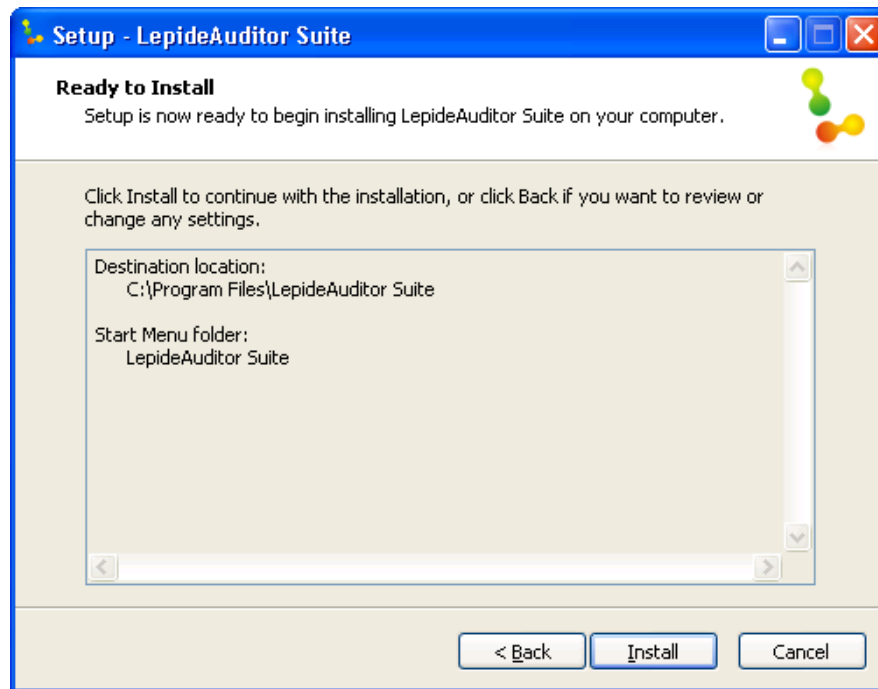 Setup - LepideAuditor Suite
Ready to Install
Setup is now ready to begin installing LepideAuditor Suite on your computer.
Click Install to continue with the installation, or click Back if you want to review or
change any settings.
Destination location:
C:\Program Files\LepideAuditor Suite
Start Menu folder:
LepideAuditor Suite
< Back
Install
Cancel